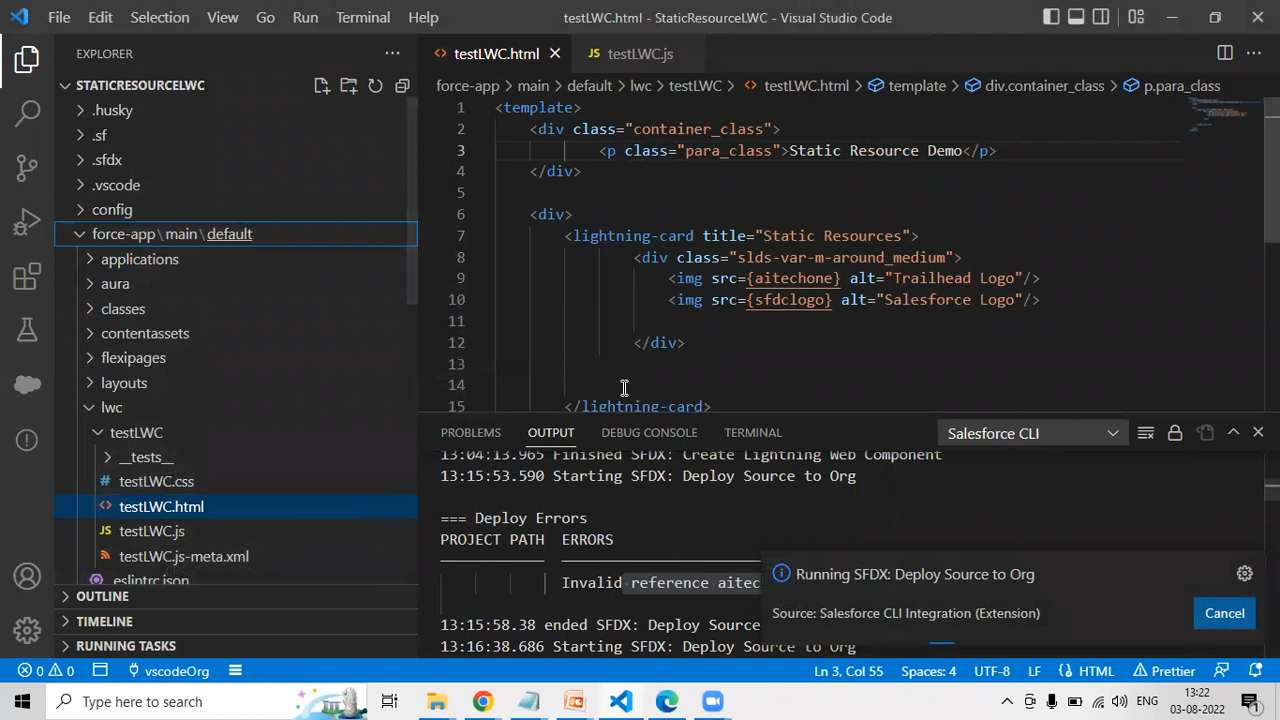 File Edit Selection View Go Run Terminal Help testLWC.html - StaticResourceLWC - Visual Studio Code
EXPLORER
STATICRESOURCELWC
.husky
.sf
.sfdx
.vscode
config
force-app\main\default
applications
aura
classes
contentassets
flexipages
layouts
lwc
testLWC
__tests__
# testLWC.css
<> testLWC.html
JS testLWC.js
testLWC.js-meta.xml
eslintrc.json
OUTLINE
TIMELINE
RUNNING TASKS
<> testLWC.html JS testLWC.js
force-app > main > default > lwc > testLWC > <> testLWC.html > template > div.container_class > p.para_class
1 <template>
2 <div class="container_class">
3 <p class="para_class">Static Resource Demo</p>
4 </div>
5
6 <div>
7 <lightning-card title="Static Resources">
8 <div class="slds-var-m-around_medium">
9 <img src={aitechone} alt="Trailhead Logo"/>
10 <img src={sfdclogo} alt="Salesforce Logo"/>
11
12 </div>
13
14
15 </lightning-card>
PROBLEMS OUTPUT DEBUG CONSOLE TERMINAL Salesforce CLI
13:04:13.965 Finished SFDX: Create Lightning Web Component
13:15:53.590 Starting SFDX: Deploy Source to Org
=== Deploy Errors
PROJECT PATH ERRORS
Invalid reference aitec
13:15:58.38 ended SFDX: Deploy Source
13:16:38.686 Starting SFDX: Deploy Source to Org
Running SFDX: Deploy Source to Org
Source: Salesforce CLI Integration (Extension)
Cancel
0 0 vscodeOrg Ln 3, Col 55 Spaces: 4 UTF-8 LF HTML Prettier
Type here to search
13:22
03-08-2022
1